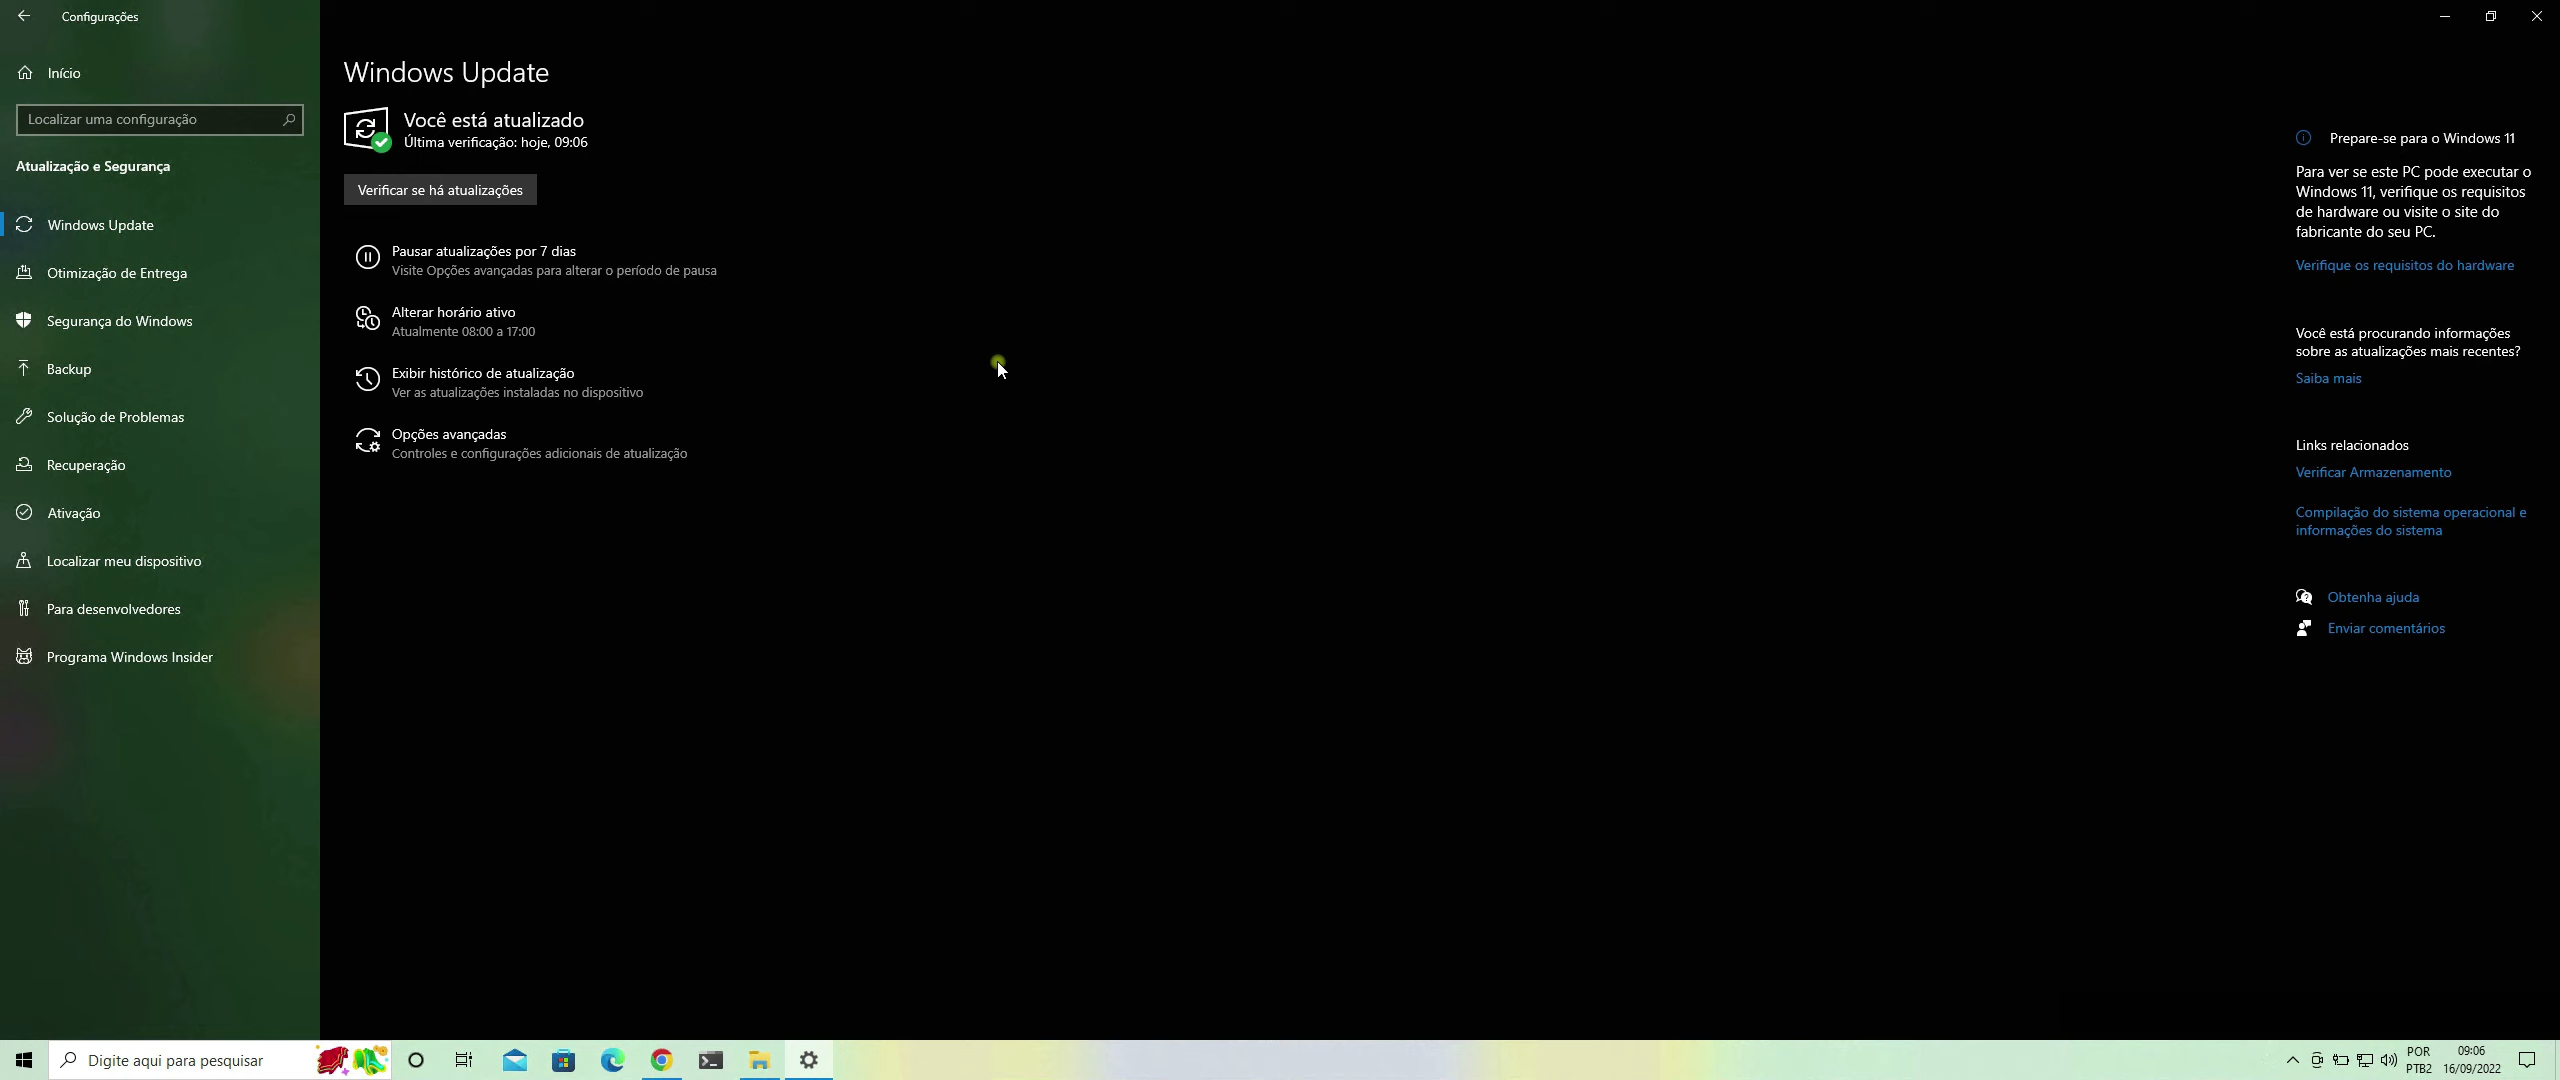 Configurações
Início
Localizar uma configuração
Atualização e Segurança
Windows Update
Otimização de Entrega
Segurança do Windows
Backup
Solução de Problemas
Recuperação
Ativação
Localizar meu dispositivo
Para desenvolvedores
Programa Windows Insider
Windows Update
Você está atualizado
Última verificação: hoje, 09:06
Verificar se há atualizações
Pausar atualizações por 7 dias
Visite Opções avançadas para alterar o período de pausa
Alterar horário ativo
Atualmente 08:00 a 17:00
Exibir histórico de atualização
Ver as atualizações instaladas no dispositivo
Opções avançadas
Controles e configurações adicionais de atualização
Prepare-se para o Windows 11
Para ver se este PC pode executar o
Windows 11, verifique os requisitos
de hardware ou visite o site do
fabricante do seu PC.
Verifique os requisitos do hardware
Você está procurando informações
sobre as atualizações mais recentes?
Saiba mais
Links relacionados
Verificar Armazenamento
Compilação do sistema operacional e
informações do sistema
Obtenha ajuda
Enviar comentários
Digite aqui para pesquisar
POR
PTB2
09:06
16/09/2022